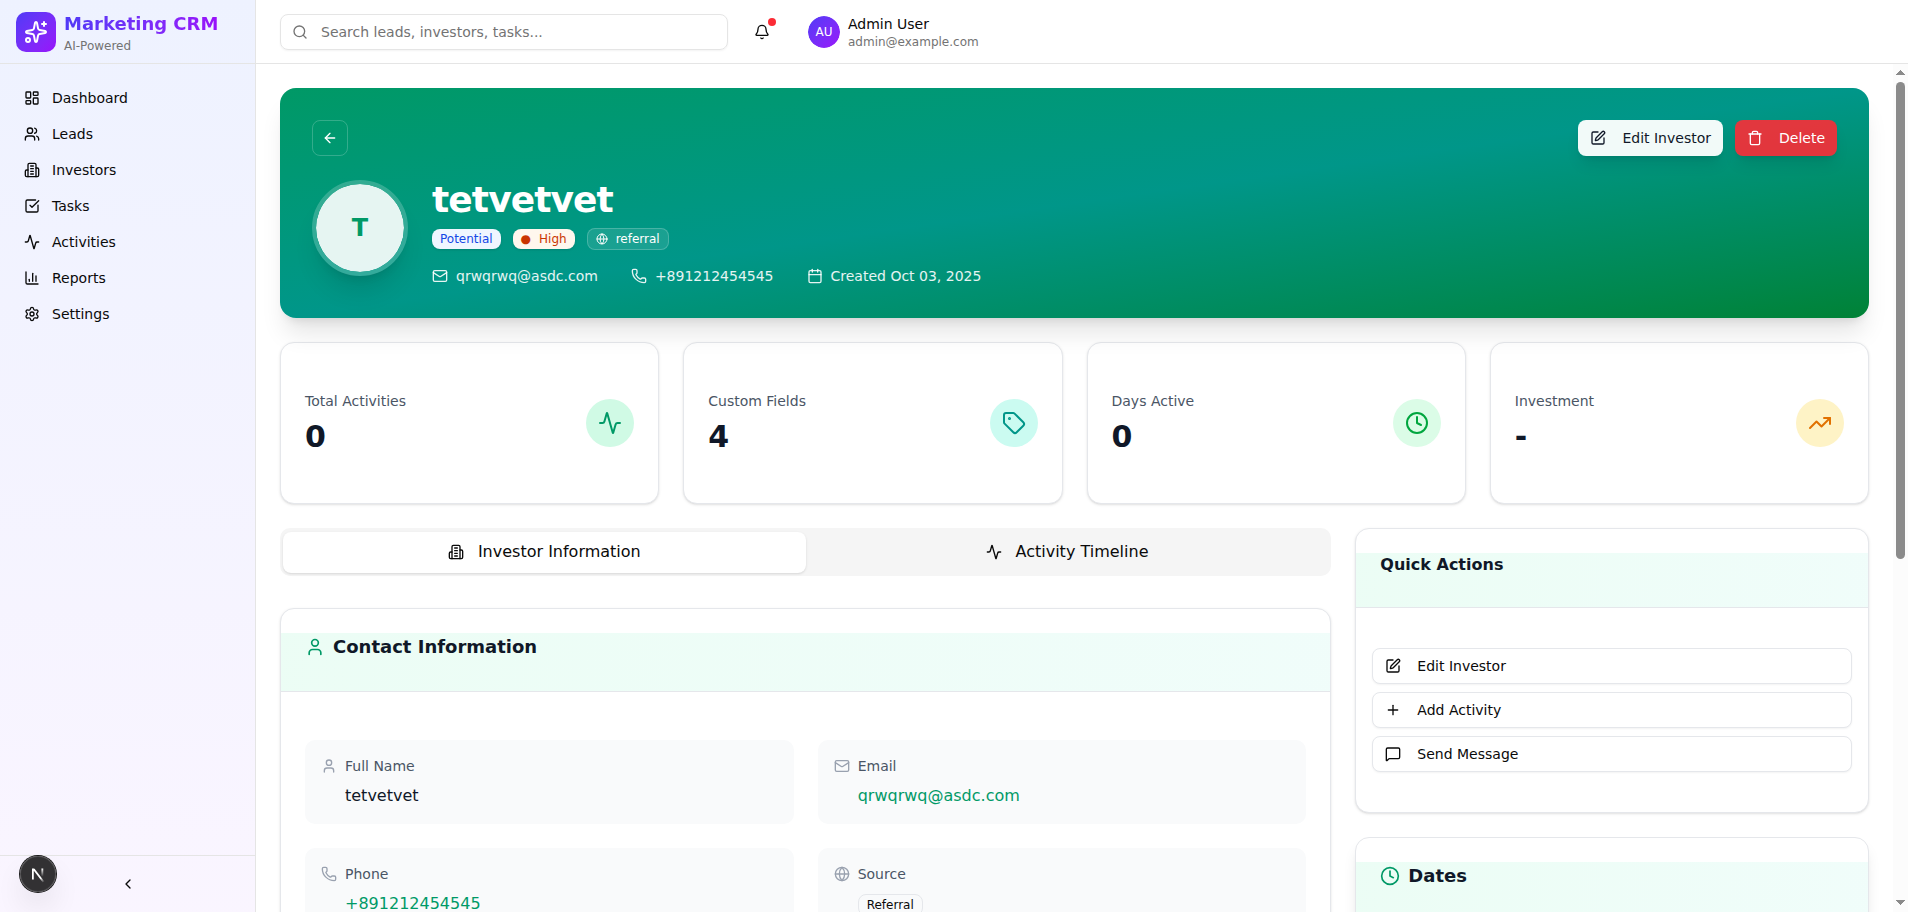 Marketing CRM
AI-Powered
Search leads, investors, tasks...
AU
Admin User
admin@example.com
Dashboard
Leads
Investors
Tasks
Activities
Reports
Settings
N
Edit Investor
Delete
T
tetvetvet
Potential
High
referral
qrwqrwq@asdc.com
+891212454545
Created Oct 03, 2025
Total Activities
0
Custom Fields
4
Days Active
0
Investment
-
Investor Information
Activity Timeline
Contact Information
Full Name
tetvetvet
Email
qrwqrwq@asdc.com
Phone
+891212454545
Source
Referral
Quick Actions
Edit Investor
Add Activity
Send Message
Dates